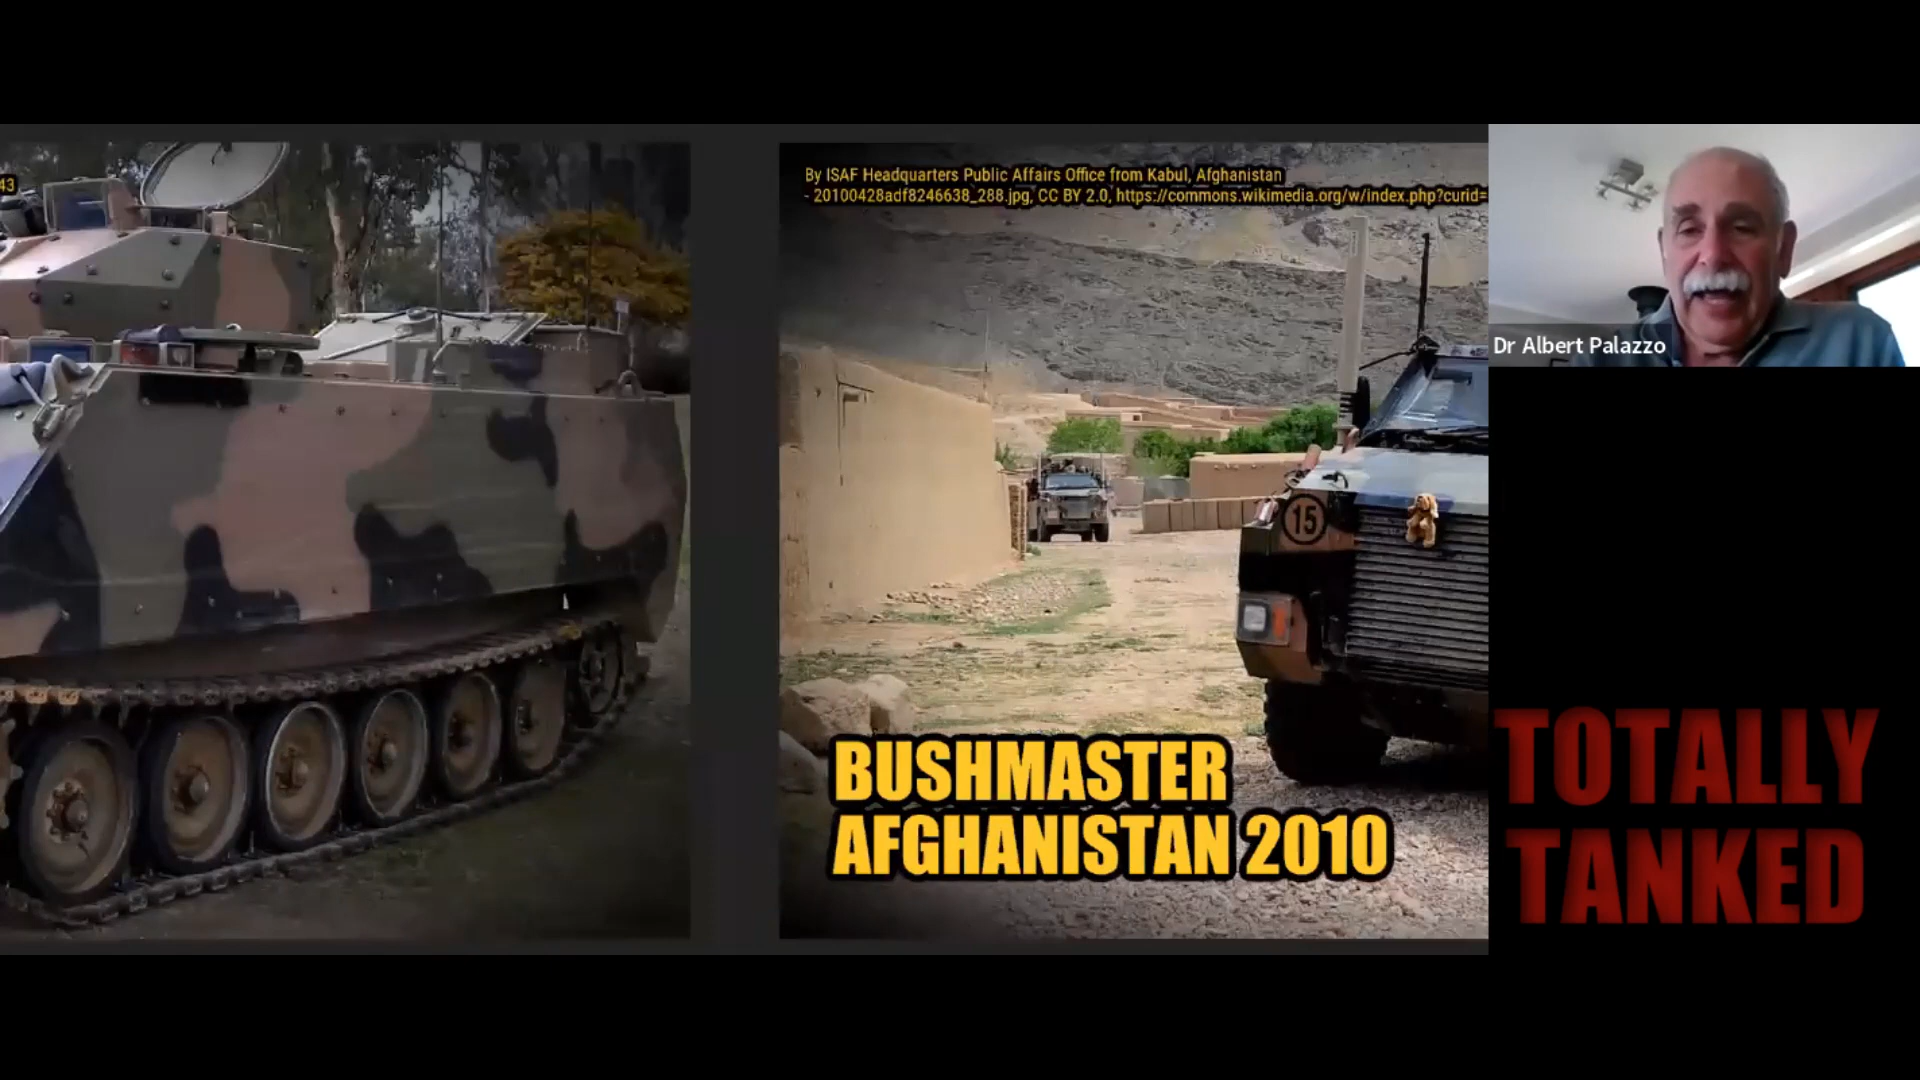 43
By ISAF Headquarters Public Affairs Office from Kabul, Afghanistan
- 20100428adf8246638_288.jpg, CC BY 2.0, https://commons.wikimedia.org/w/index.php?curid=
15
BUSHMASTER
AFGHANISTAN 2010
Dr Albert Palazzo
TOTALLY
TANKED